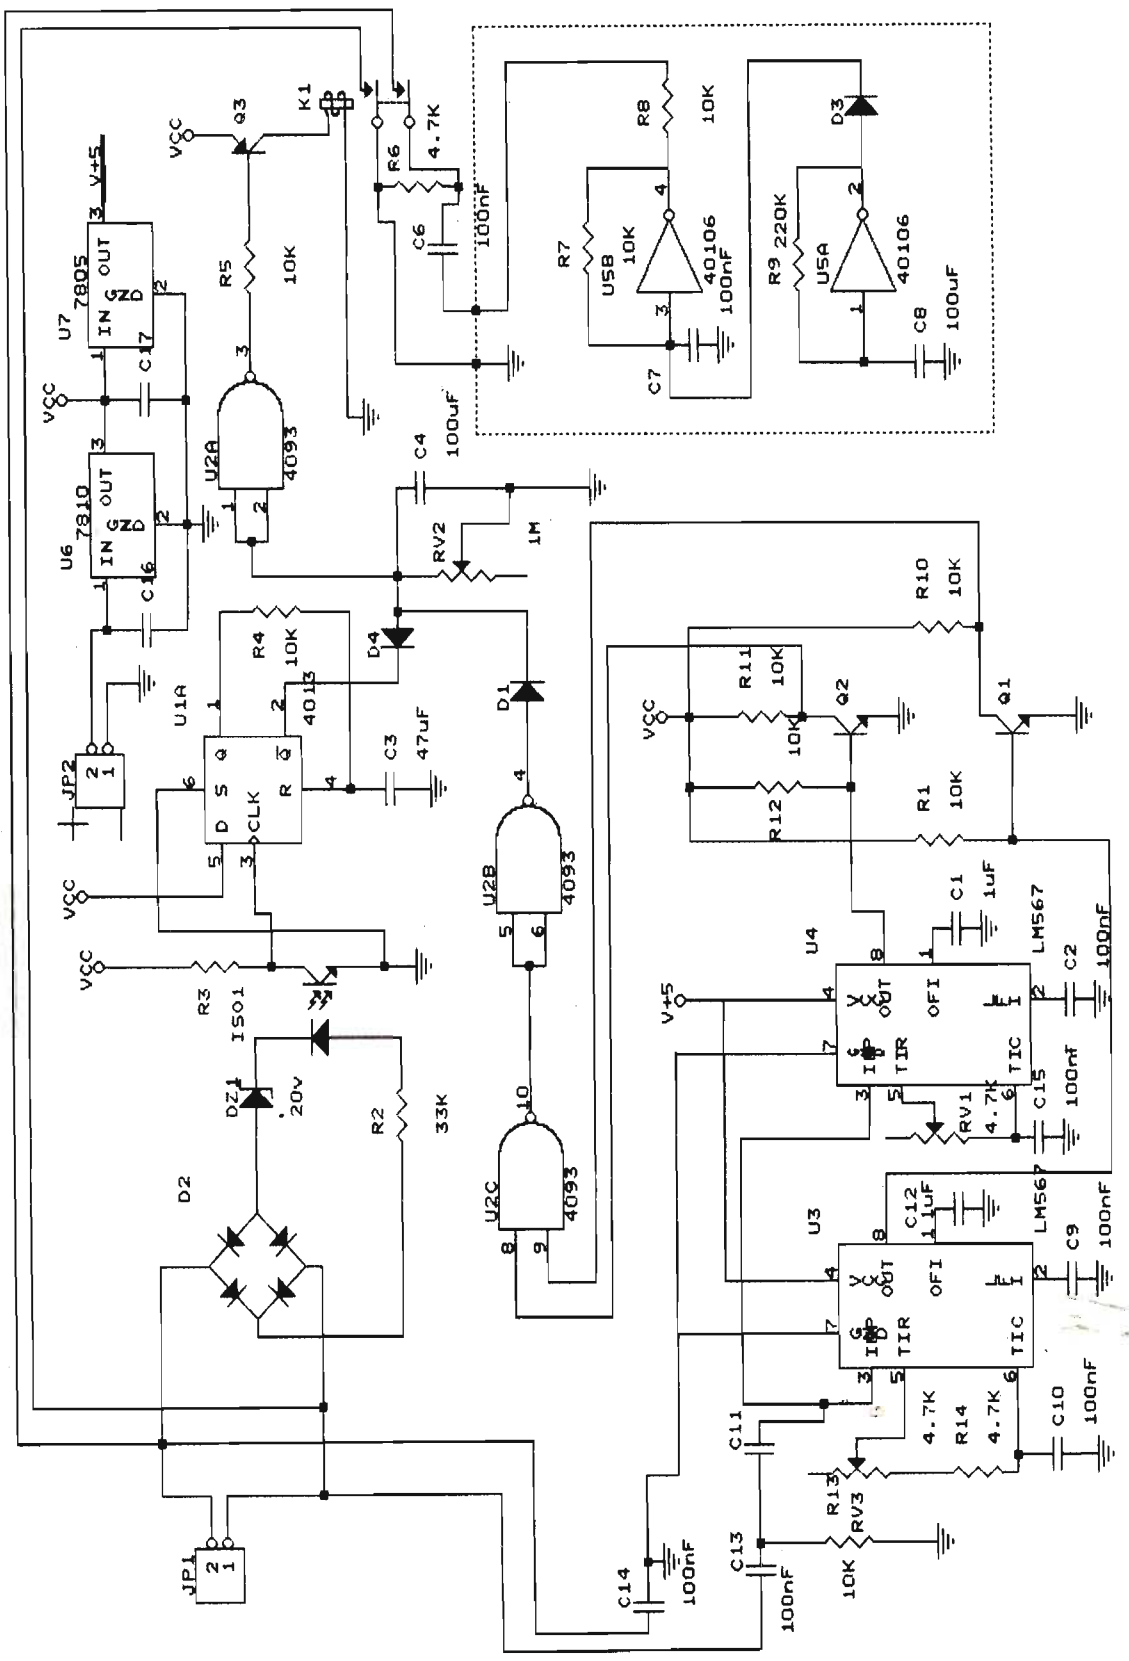 K1
Q3
VCC
R6
4.7K
V+5
3
OUT
7805
IN GND
2
U7
1
C17
R5
10K
C6
100nF
R8
10K
D3
R7
U5B
10K
4
40106
3
C7
100nF
R9
220K
U5A
2
40106
1
C8
100uF
VCC
3
OUT
7810
IN GND
2
U6
1
C16
3
U2A
4093
1
2
C4
100uF
RV2
1M
R4
10K
D4
U1A
1
2
4013
Q
Q
S
R
D
CLK
6
4
5
3
C3
47uF
JP2
2
1
VCC
VCC
R3
ISO1
DZ1
.20v
R2
33K
D2
D1
4
U2B
4093
5
6
10
U2C
4093
8
9
R10
10K
R11
10K
VCC
Q2
Q1
10K
R12
R1
10K
C1
1uF
U4
LM567
8
1
4
OUT
OFI
7
TIR
TIC
2
3
5
6
C2
100nF
V+5
RV1
4.7K
C15
100nf
U3
LM567
8
1
C12
1uF
4
OUT
OFI
7
TIR
TIC
2
3
5
6
C9
100nF
C11
4.7K
R14
4.7K
C10
100nF
R13
RV3
10K
C13
100nF
C14
100nF
JP1
2
1